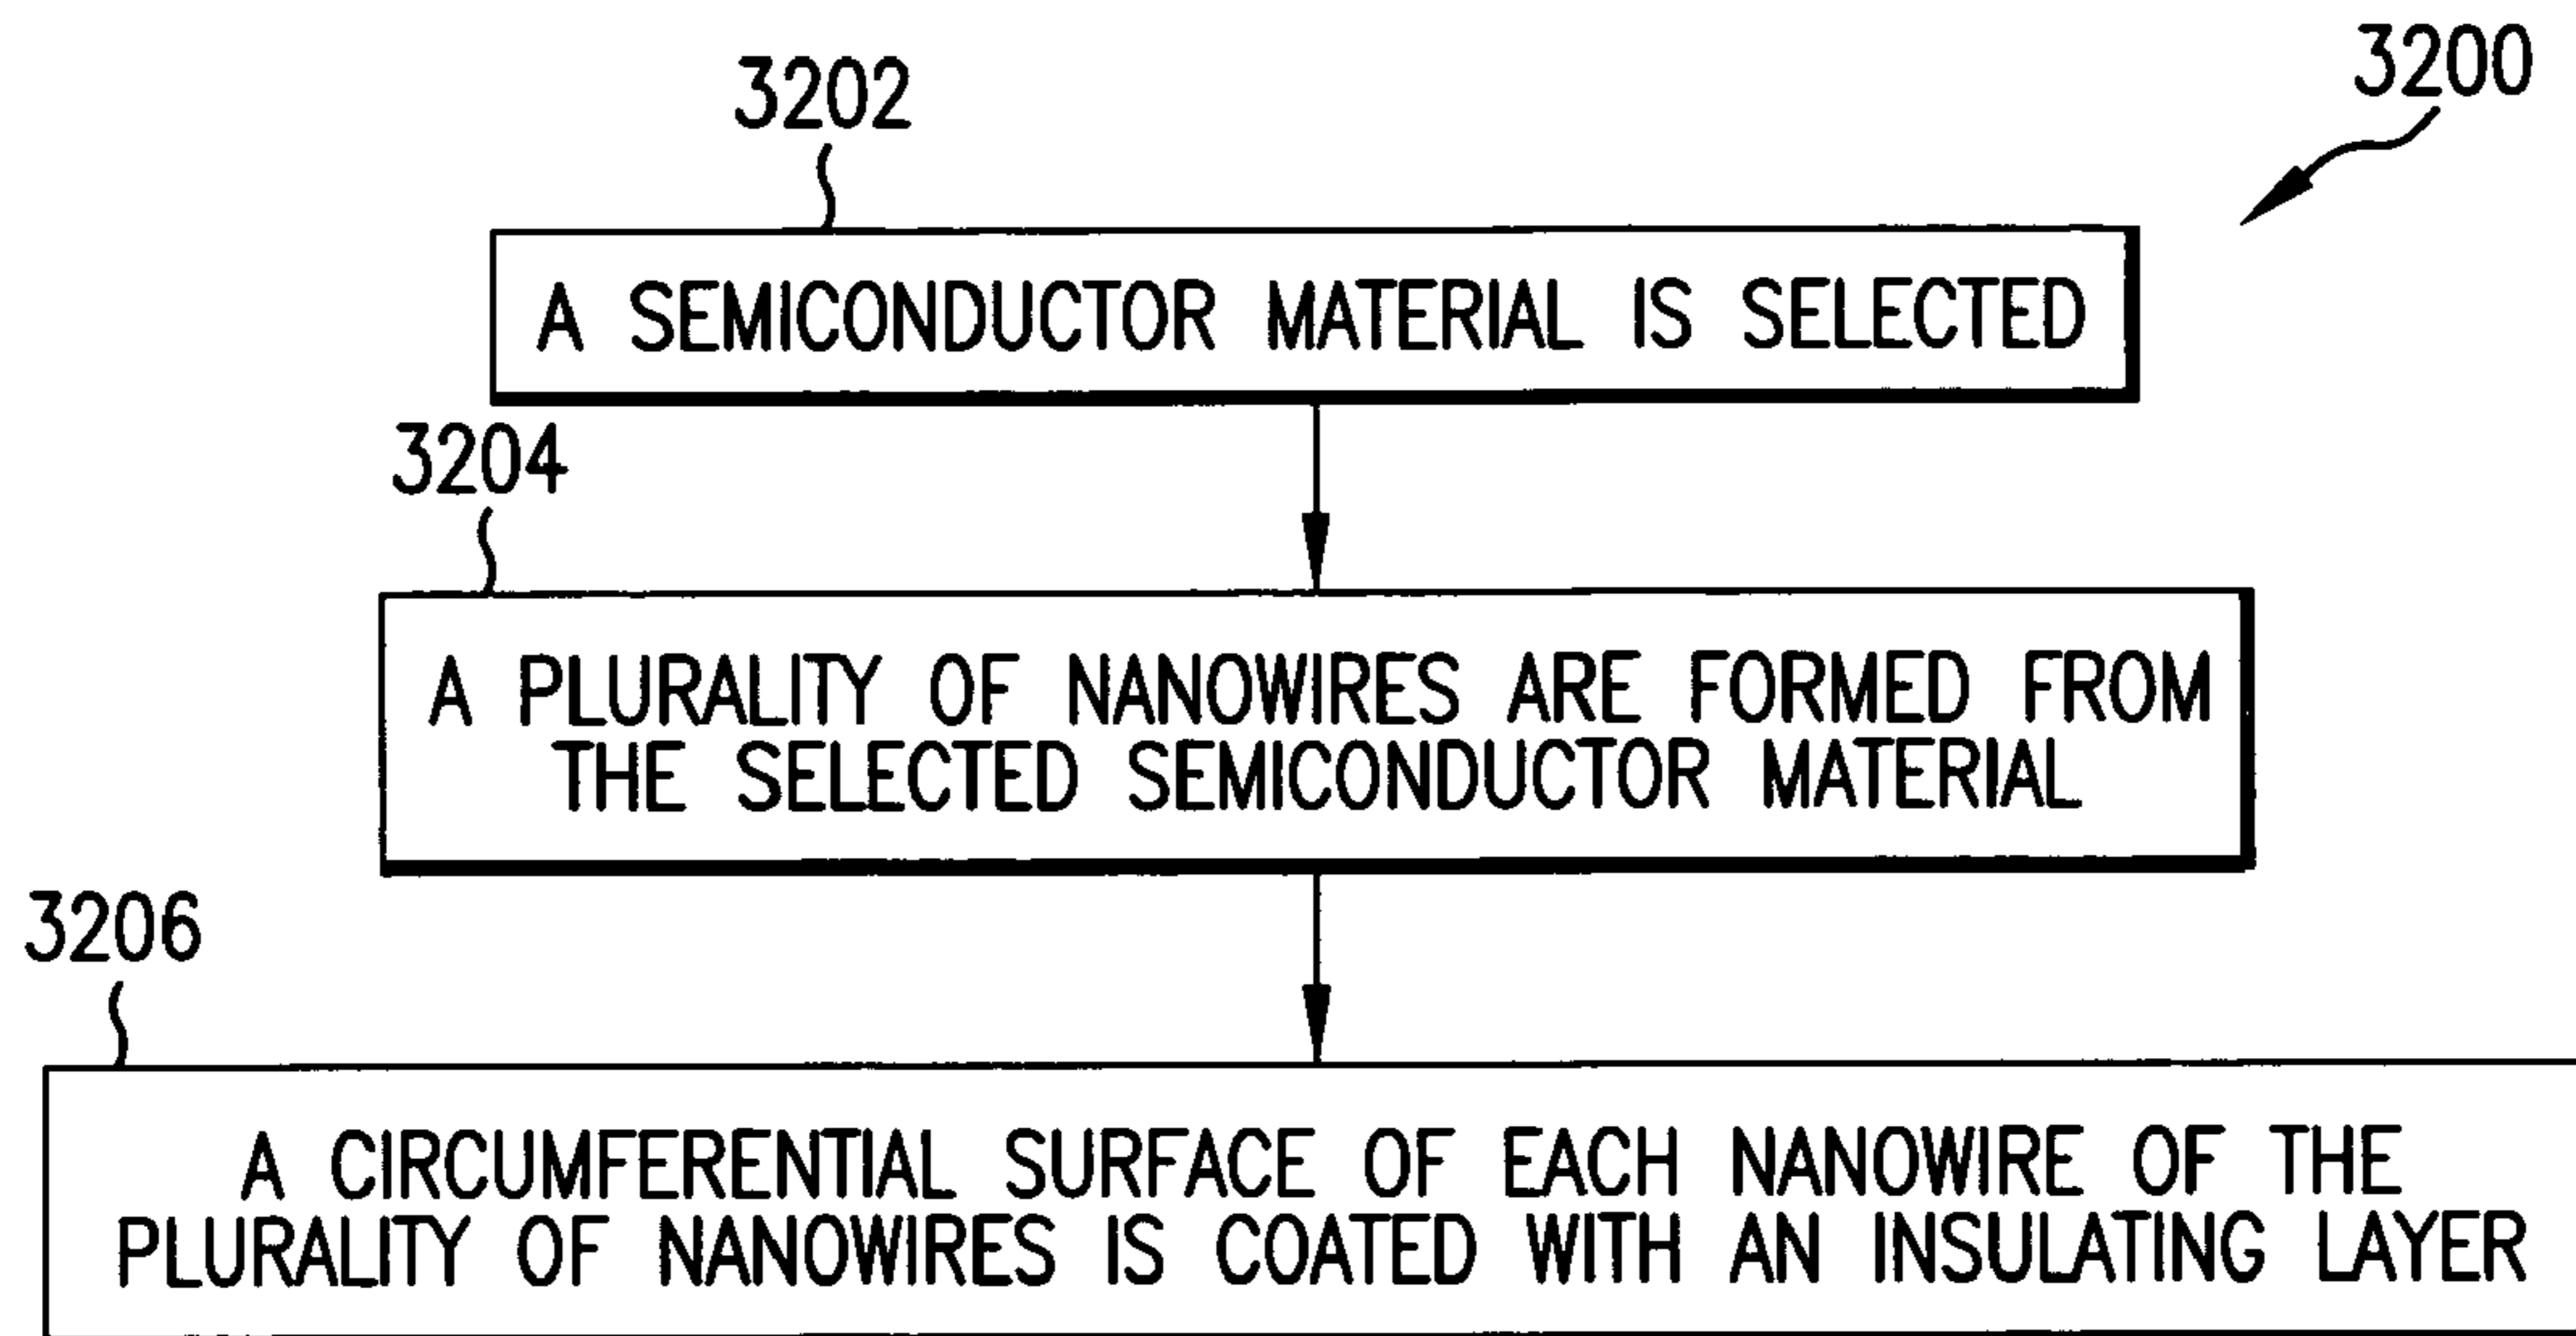 3200
3202
A SEMICONDUCTOR MATERIAL IS SELECTED
3204
A PLURALITY OF NANOWIRES ARE FORMED FROM
THE SELECTED SEMICONDUCTOR MATERIAL
3206
A CIRCUMFERENTIAL SURFACE OF EACH NANOWIRE OF THE
PLURALITY OF NANOWIRES IS COATED WITH AN INSULATING LAYER